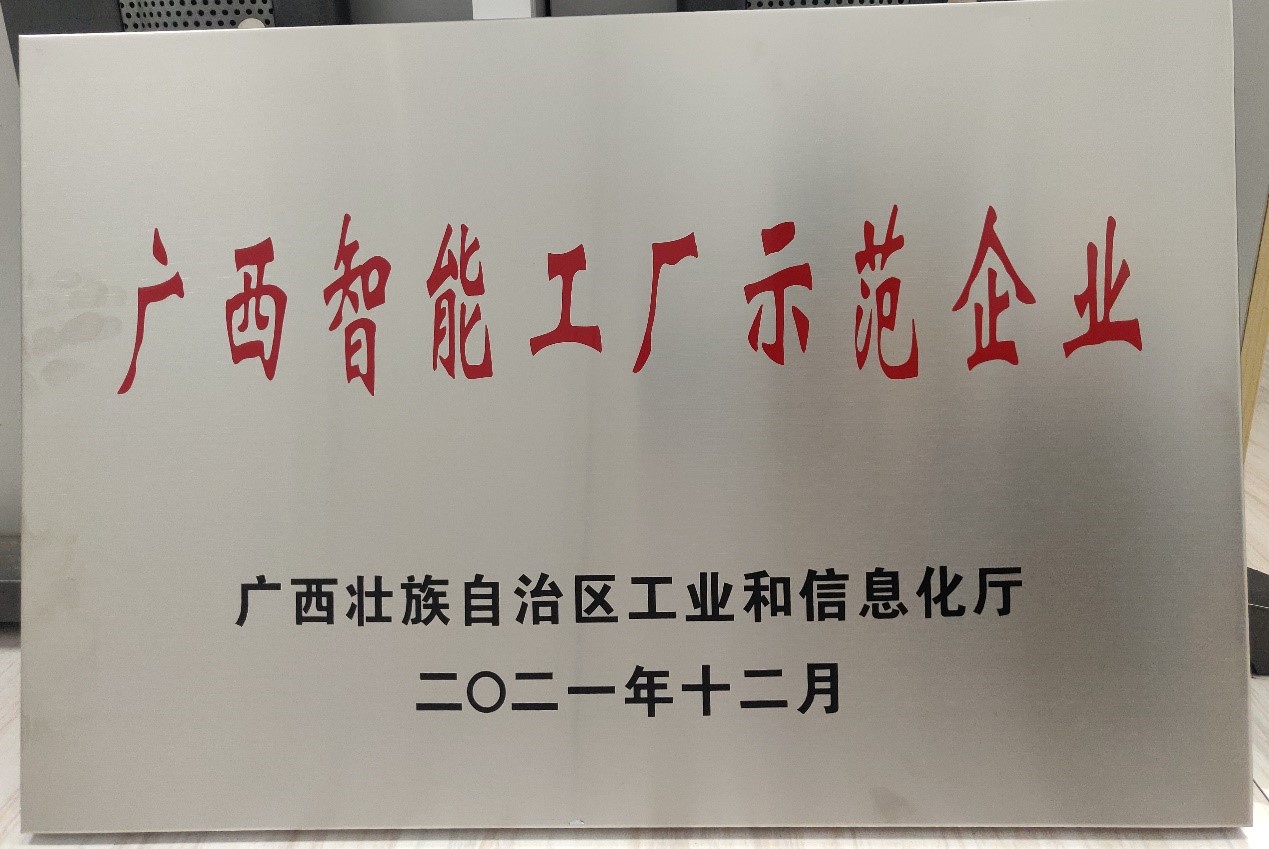 广西智能工厂示范企业
广西壮族自治区工业和信息化厅
二〇二一年十二月